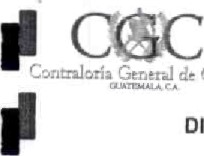 CGC
Contraloría General de
GUATEMALA, C.A.
DI